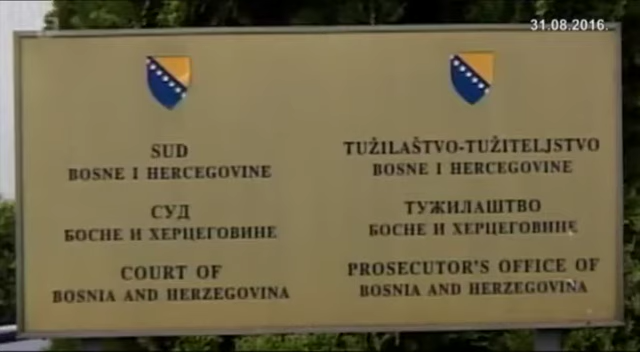 31.08.2016.
SUD
BOSNE I HERCEGOVINE
СУД
БОСНЕ И ХЕРЦЕГОВИНЕ
COURT OF
BOSNIA AND HERZEGOVINA
TUŽILAŠTVO-TUŽITELJSTVO
BOSNE I HERCEGOVINE
ТУЖИЛАШТВО
БОСНЕ И ХЕРЦЕГОВИНЕ
PROSECUTOR'S OFFICE OF
BOSNIA AND HERZEGOVINA